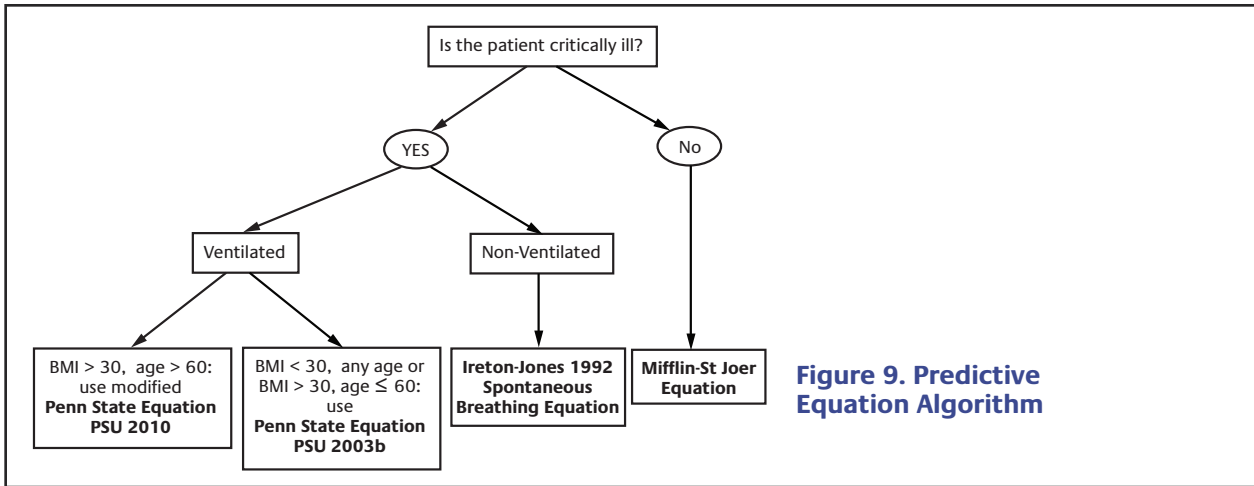 Is the patient critically ill?
YES
No
Ventilated
Non-Ventilated
BMI > 30, age > 60:
use modified
Penn State Equation
PSU 2010
BMI < 30, any age or
BMI > 30, age ≤ 60:
use
Penn State Equation
PSU 2003b
Ireton-Jones 1992
Spontaneous
Breathing Equation
Mifflin-St Joer
Equation
Figure 9. Predictive
Equation Algorithm